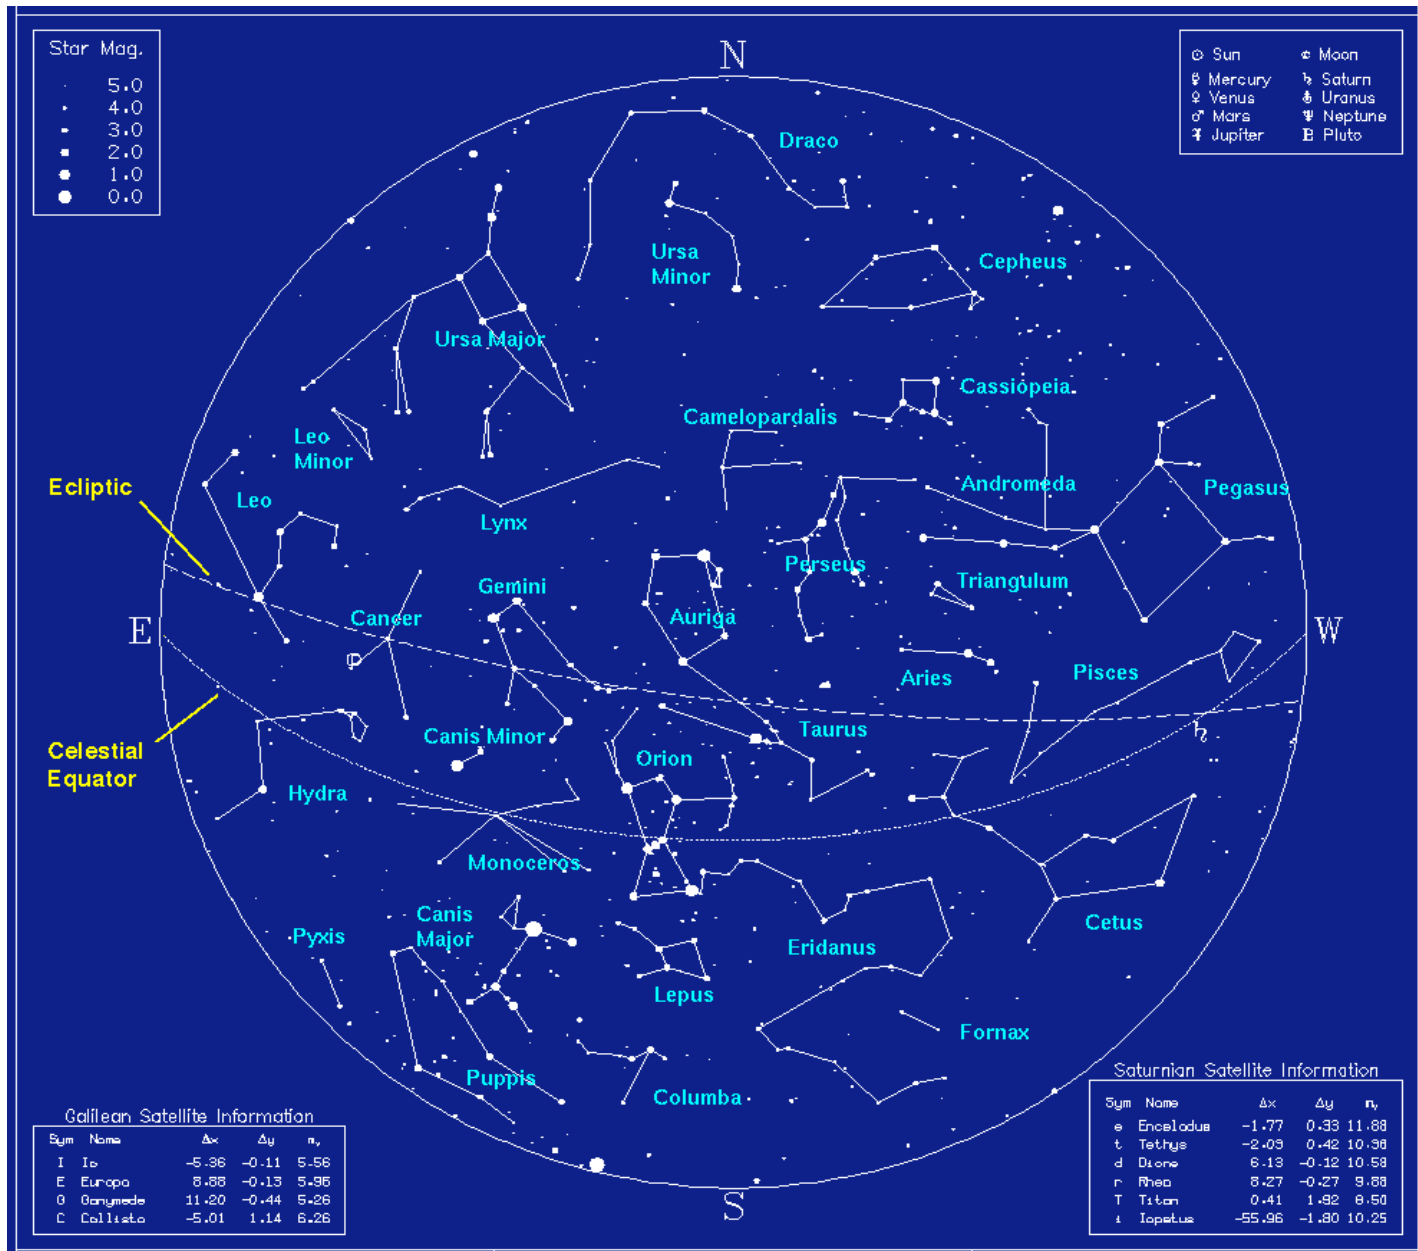 Star Mag.
5.0
4.0
3.0
2.0
1.0
0.0
N
Sun
Moon
Mercury
Saturn
Venus
Uranus
Mars
Neptune
Jupiter
Pluto
Draco
Ursa
Minor
Cepheus
Ursa Major
Cassiopeia
Camelopardalis
Leo
Minor
Ecliptic
Leo
Lynx
Andromeda
Pegasus
Perseus
Triangulum
Gemini
Cancer
Auriga
E
W
Aries
Pisces
Celestial
Equator
Canis Minor
Taurus
Orion
Hydra
Monoceros
Canis
Major
Pyxis
Eridanus
Cetus
Lepus
Fornax
Puppis
Columba
S
Galilean Satellite Information
Sym Name Δx Δy m
I Io -5.36 -0.11 5.56
E Europa 8.88 -0.13 5.96
G Ganymede 11.20 -0.44 5.26
C Callisto -5.01 1.14 6.26
Saturnian Satellite Information
Sym Name Δx Δy m
e Enceladus -1.77 0.33 11.88
t Tethys -2.09 0.42 10.38
d Dione 6.13 -0.12 10.58
r Rhea 8.27 -0.27 9.88
T Titan 0.41 1.92 8.50
i Iapetus -55.96 -1.80 10.25